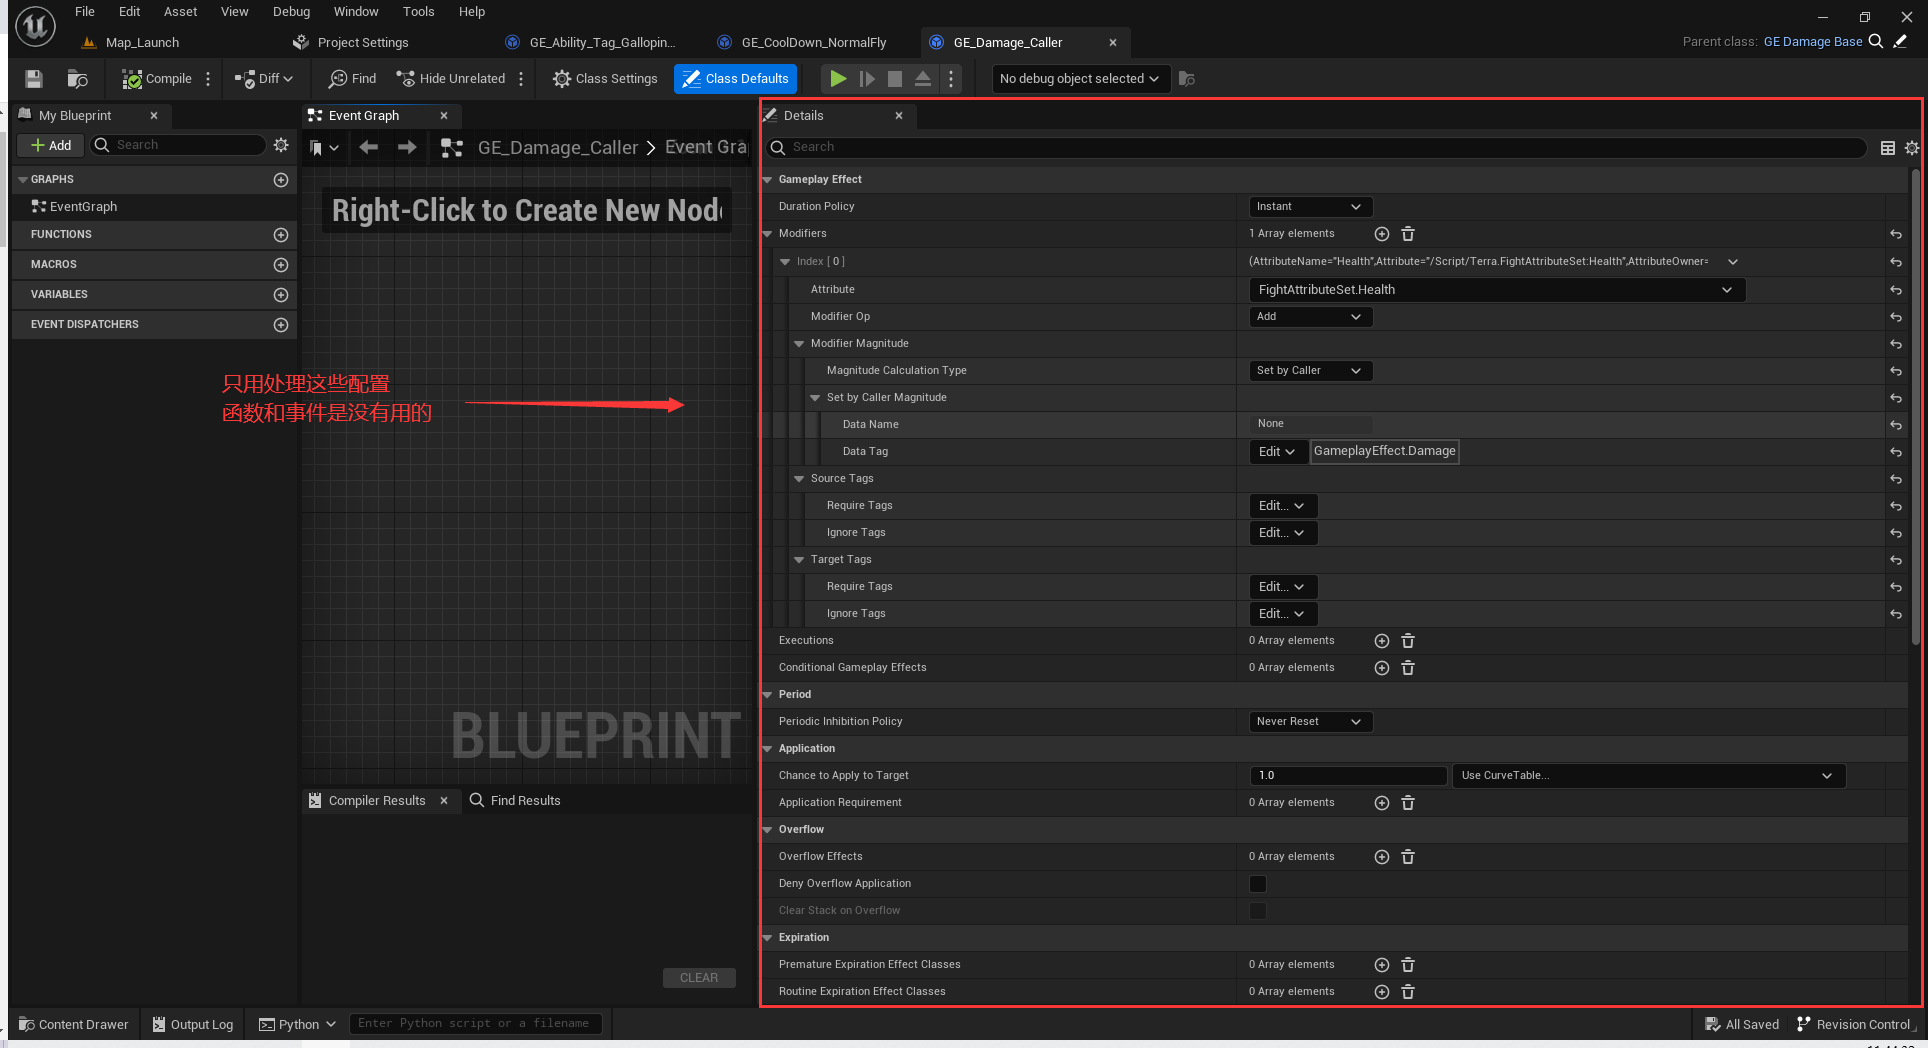 File Edit Asset View Debug Window Tools Help
Map_Launch
Project Settings
GE_Ability_Tag_Gallopin...
GE_CoolDown_NormalFly
GE_Damage_Caller
Parent class: GE Damage Base
Compile
Diff
Find
Hide Unrelated
Class Settings
Class Defaults
No debug object selected
My Blueprint
Add
Search
GRAPHS
EventGraph
FUNCTIONS
MACROS
VARIABLES
EVENT DISPATCHERS
Event Graph
GE_Damage_Caller > Event Gra
Right-Click to Create New Nod
只用处理这些配置
函数和事件是没有用的
BLUEPRINT
Compiler Results
Find Results
CLEAR
Details
Search
Gameplay Effect
Duration Policy Instant
Modifiers 1 Array elements
Index [ 0 ] (AttributeName="Health",Attribute="/Script/Terra.FightAttributeSet:Health",AttributeOwner=
Attribute FightAttributeSet.Health
Modifier Op Add
Modifier Magnitude
Magnitude Calculation Type Set by Caller
Set by Caller Magnitude
Data Name None
Data Tag Edit GameplayEffect.Damage
Source Tags
Require Tags Edit...
Ignore Tags Edit...
Target Tags
Require Tags Edit...
Ignore Tags Edit...
Executions 0 Array elements
Conditional Gameplay Effects 0 Array elements
Period
Periodic Inhibition Policy Never Reset
Application
Chance to Apply to Target 1.0 Use CurveTable...
Application Requirement 0 Array elements
Overflow
Overflow Effects 0 Array elements
Deny Overflow Application
Clear Stack on Overflow
Expiration
Premature Expiration Effect Classes 0 Array elements
Routine Expiration Effect Classes 0 Array elements
Content Drawer
Output Log
Python
Enter Python script or a filename
All Saved
Revision Control